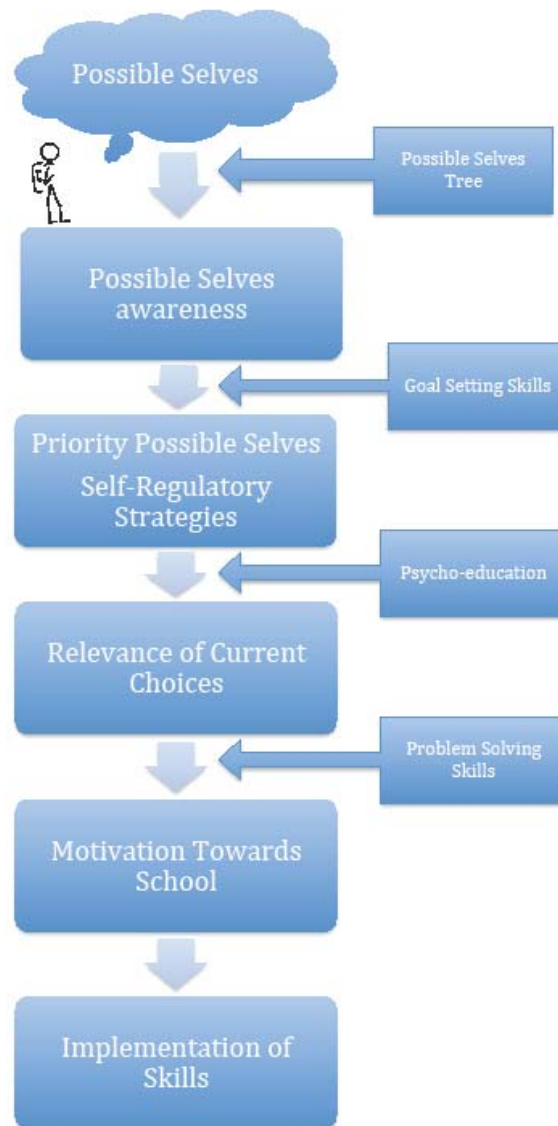 Possible Selves
Possible Selves
Tree
Possible Selves
awareness
Goal Setting Skills
Priority Possible Selves
Self-Regulatory
Strategies
Psycho-education
Relevance of Current
Choices
Problem Solving
Skills
Motivation Towards
School
Implementation of
Skills